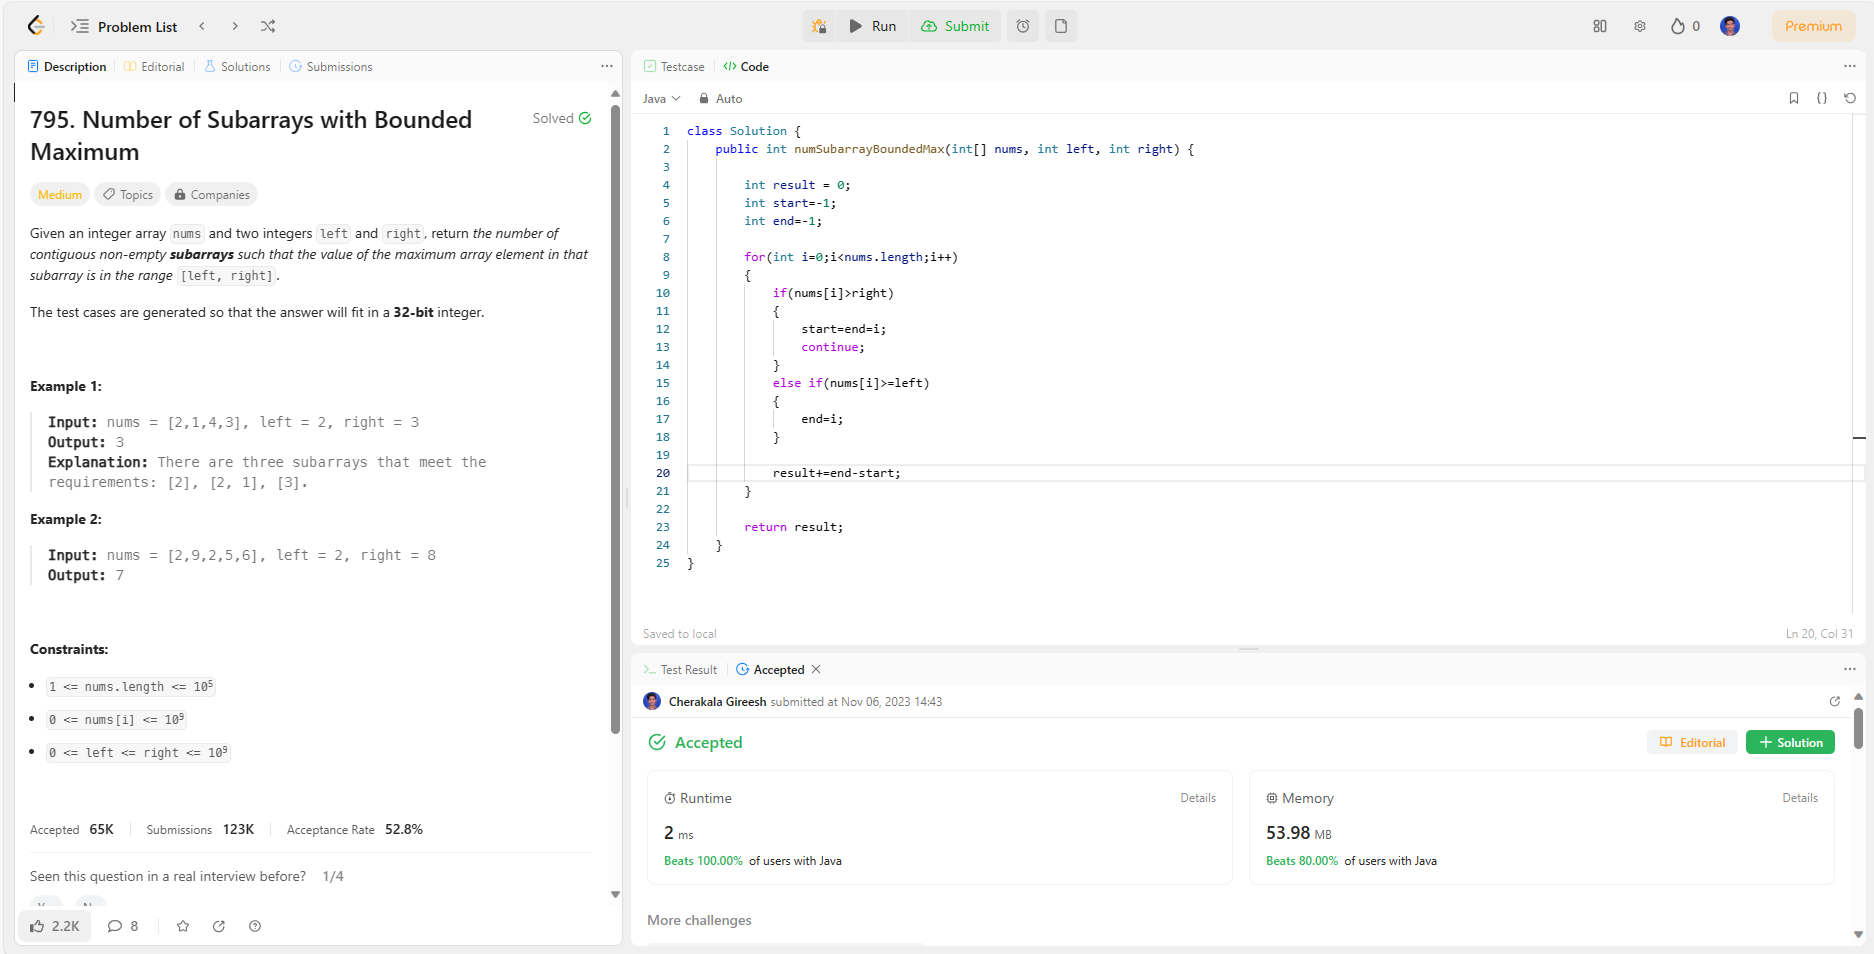 Problem List
Run
Submit
0
Premium
Description
Editorial
Solutions
Submissions
795. Number of Subarrays with Bounded
Maximum
Solved
Medium
Topics
Companies
Given an integer array nums and two integers left and right, return the number of
contiguous non-empty subarrays such that the value of the maximum array element in that
subarray is in the range [left, right].
The test cases are generated so that the answer will fit in a 32-bit integer.
Example 1:
Input: nums = [2,1,4,3], left = 2, right = 3
Output: 3
Explanation: There are three subarrays that meet the
requirements: [2], [2, 1], [3].
Example 2:
Input: nums = [2,9,2,5,6], left = 2, right = 8
Output: 7
Constraints:
• 1 <= nums.length <= 10⁵
• 0 <= nums[i] <= 10⁹
• 0 <= left <= right <= 10⁹
Accepted 65K Submissions 123K Acceptance Rate 52.8%
Seen this question in a real interview before? 1/4
2.2K
8
Testcase
</> Code
Java
Auto
{}
1 class Solution {
2 public int numSubarrayBoundedMax(int[] nums, int left, int right) {
3
4 int result = 0;
5 int start=-1;
6 int end=-1;
7
8 for(int i=0;i<nums.length;i++)
9 {
10 if(nums[i]>right)
11 {
12 start=end=i;
13 continue;
14 }
15 else if(nums[i]>=left)
16 {
17 end=i;
18 }
19
20 result+=end-start;
21 }
22
23 return result;
24 }
25 }
Saved to local
Ln 20, Col 31
Test Result
Accepted
Cherakala Gireesh submitted at Nov 06, 2023 14:43
Accepted
Editorial
+ Solution
Runtime
Details
2 ms
Beats 100.00% of users with Java
Memory
Details
53.98 MB
Beats 80.00% of users with Java
More challenges